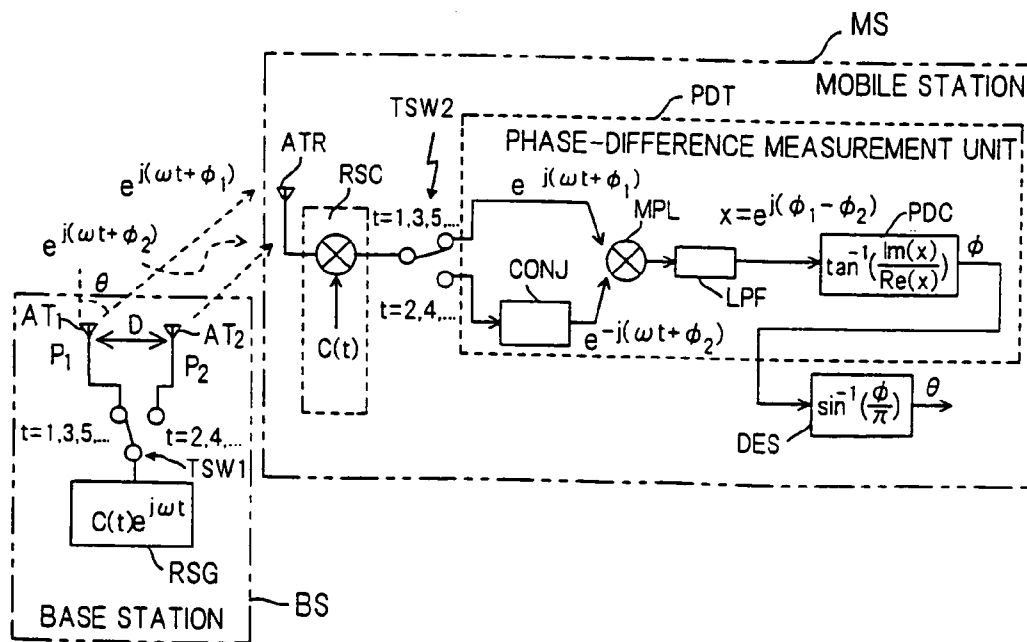 MS
MOBILE STATION
PDT
TSW2
PHASE-DIFFERENCE MEASUREMENT UNIT
ATR
RSC
e^j(ωt+ϕ₁)
e^j(ωt+ϕ₁)
MPL
x=e^j(ϕ₁-ϕ₂)
PDC
t=1,3,5,...
tan⁻¹(Im(x)/Re(x))
ϕ
e^j(ωt+ϕ₂)
CONJ
LPF
θ
t=2,4,...
e^-j(ωt+ϕ₂)
AT₁
D
AT₂
C(t)
P₁
P₂
sin⁻¹(ϕ/π)
θ
DES
t=1,3,5,...
t=2,4,...
TSW1
C(t)e^jωt
RSG
BASE STATION
BS